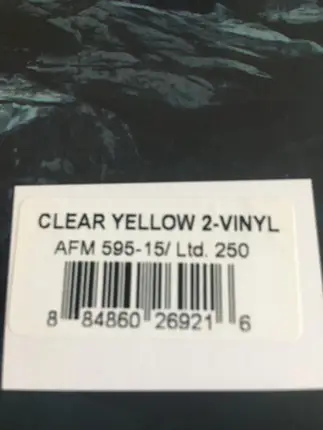 CLEAR YELLOW 2-VINYL
AFM 595-15/ Ltd. 250
8 84860 26921 6